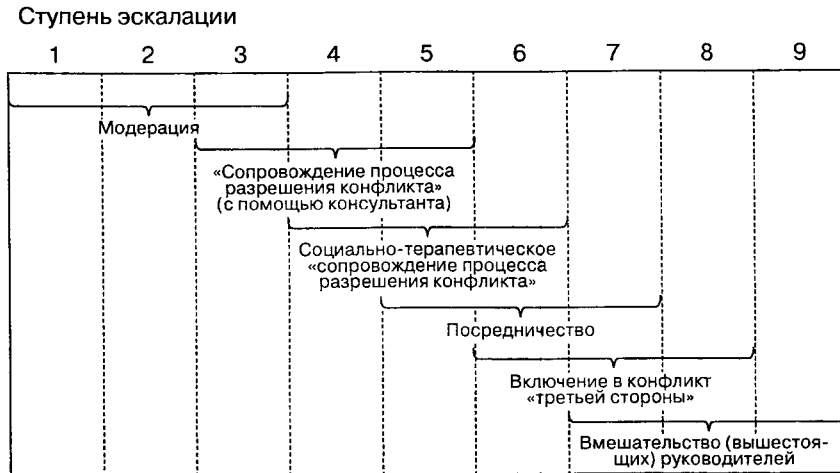 Ступень эскалации
1 2 3 4 5 6 7 8 9
Модерация
«Сопровождение процесса
разрешения конфликта»
(с помощью консультанта)
Социально-терапевтическое
«сопровождение процесса
разрешения конфликта»
Посредничество
Включение в конфликт
«третьей стороны»
Вмешательство (вышестоя-
щих) руководителей